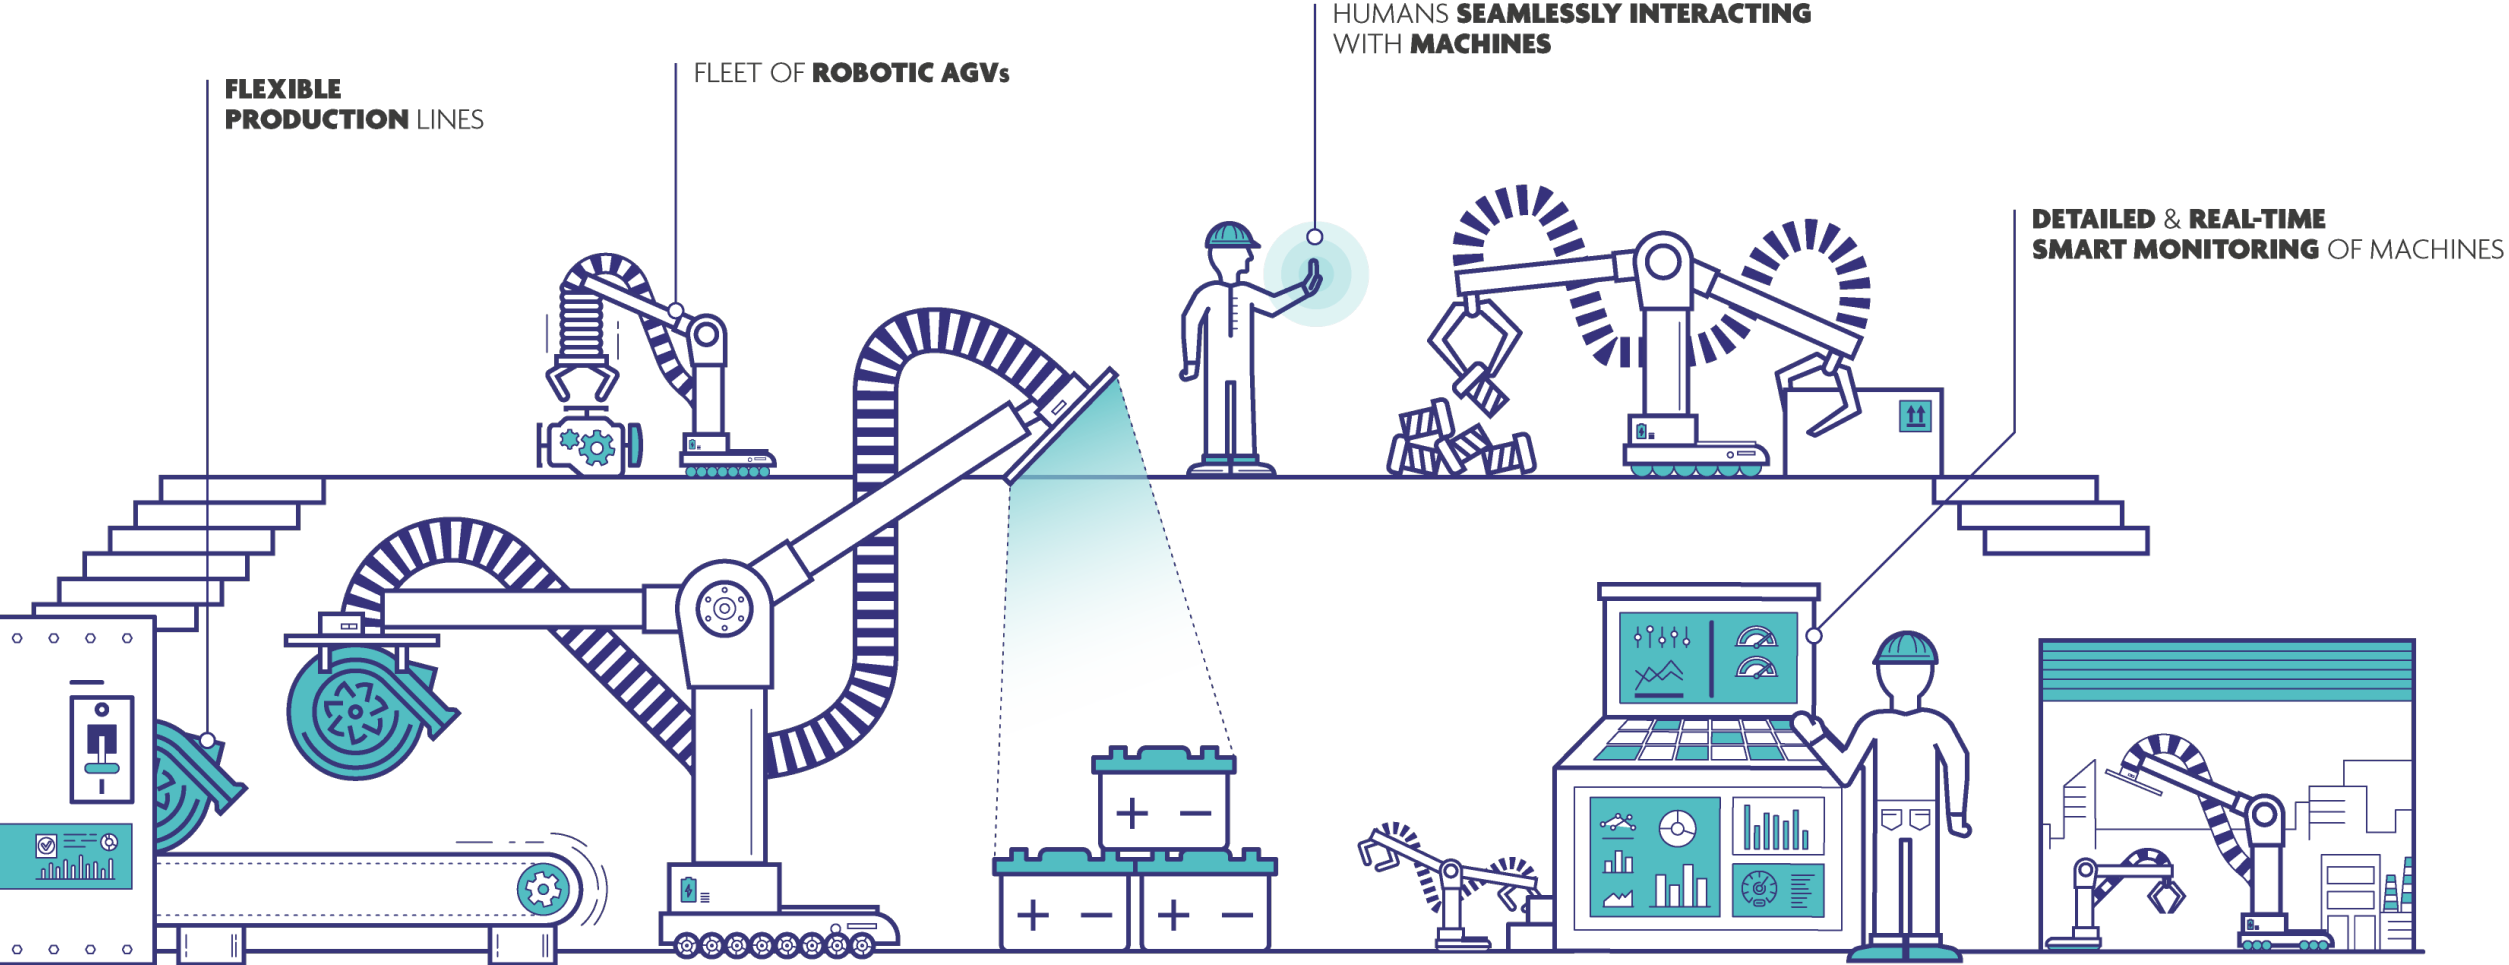 FLEXIBLE
PRODUCTION LINES
FLEET OF ROBOTIC AGVs
HUMANS SEAMLESSLY INTERACTING
WITH MACHINES
DETAILED & REAL-TIME
SMART MONITORING OF MACHINES